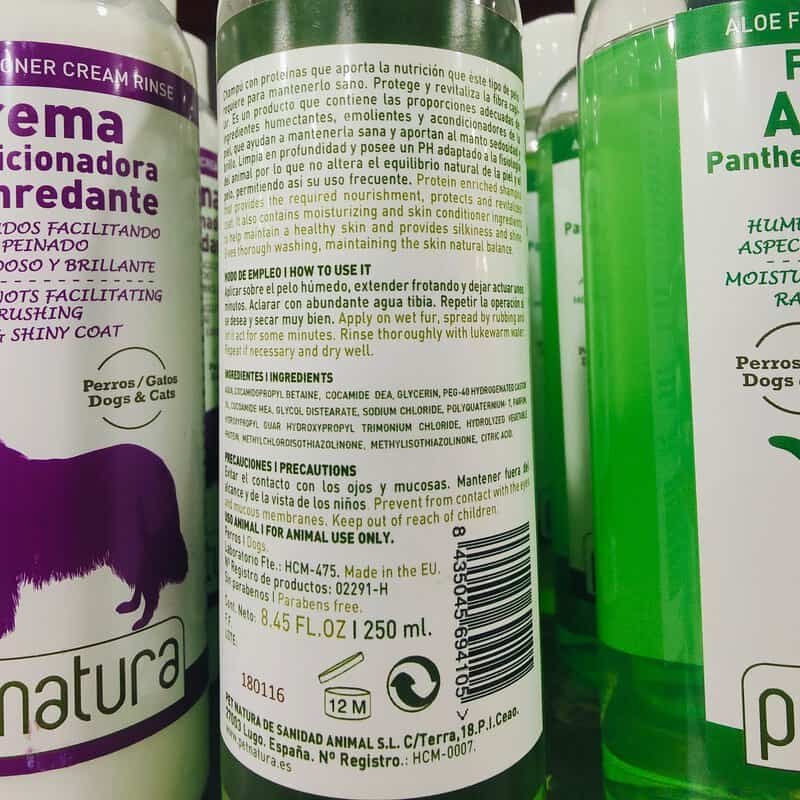 ONER CREAM RINSE
rema
icionadora
nredante
DOS FACILITANDO
PEINADO
DOSO Y BRILLANTE
NOTS FACILITATING
RUSHING
& SHINY COAT
Perros/Gatos
Dogs & Cats
natura
champú con proteínas que aporta la nutrición que éste tipo de pelo
requiere para mantenerlo sano. Protege y revitaliza la fibra capi-
lar. Es un producto que contiene las proporciones adecuadas de
ingredientes humectantes, emolientes y acondicionadores de la
piel, que ayudan a mantenerla sana y aportan al manto sedosidad y
brillo. Limpia en profundidad y posee un PH adaptado a la fisiología
del animal por lo que no altera el equilibrio natural de la piel y el
pelo, permitiendo así su uso frecuente. Protein enriched shampoo
that provides the required nourishment, protects and revitalizes
coat. It also contains moisturizing and skin conditioner ingredients
to help maintain a healthy skin and provides silkiness and shine.
Gives thorough washing, maintaining the skin natural balance.
MODO DE EMPLEO | HOW TO USE IT
Aplicar sobre el pelo húmedo, extender frotando y dejar actuar unos
minutos. Aclarar con abundante agua tibia. Repetir la operación si
se desea y secar muy bien. Apply on wet fur, spread by rubbing and
let it act for some minutes. Rinse thoroughly with lukewarm water.
Repeat if necessary and dry well.
INGREDIENTES | INGREDIENTS
AQUA, COCAMIDOPROPYL BETAINE, COCAMIDE DEA, GLYCERIN, PEG-40 HYDROGENATED CASTOR
OIL, COCAMIDE MEA, GLYCOL DISTEARATE, SODIUM CHLORIDE, POLYQUATERNIUM-7, PARFUM,
HYDROXYPROPYL GUAR HYDROXYPROPYL TRIMONIUM CHLORIDE, HYDROLIZED VEGETABLE
PROTEIN, METHYLCHLOROISOTHIAZOLINONE, METHYLISOTHIAZOLINONE, CITRIC ACID.
PRECAUCIONES | PRECAUTIONS
Evitar el contacto con los ojos y mucosas. Mantener fuera del
alcance y de la vista de los niños. Prevent from contact with the eyes
and mucous membranes. Keep out of reach of children.
USO ANIMAL | FOR ANIMAL USE ONLY.
Perros | Dogs.
Laboratorio Fte.: HCM-475. Made in the EU.
Nº Registro de productos: 02291-H
Sin parabenos | Parabens free.
Cont. Neto: 8.45 FL.OZ | 250 ml.
F.F.
LOTE:
180116
12 M
8 435045 694105 >
PET NATURA DE SANIDAD ANIMAL S.L. C/Terra, 18. P.I. Ceao.
27003 Lugo. España. Nº Registro.: HCM-0007.
www.petnatura.es
ALOE F
F
A
Panthe
HUM
ASPEC
MOISTU
RA
Perros
Dogs
p